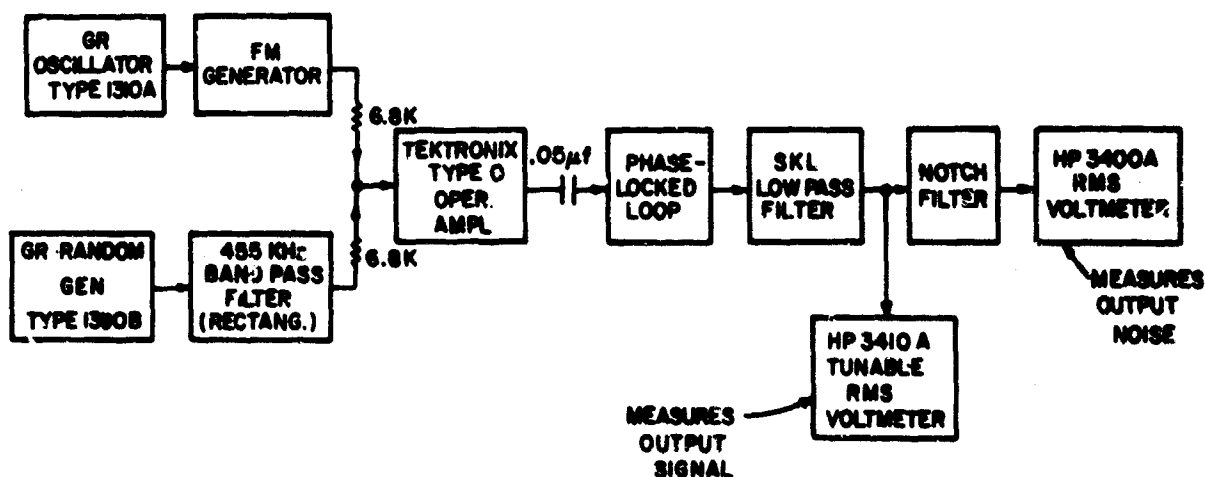 GR
OSCILLATOR
TYPE 1310A
FM
GENERATOR
6.8K
TEKTRONIX
TYPE O
OPER.
AMPL
.05μf
PHASE-
LOCKED
LOOP
SKL
LOW PASS
FILTER
NOTCH
FILTER
HP 3400A
RMS
VOLTMETER
GR RANDOM
GEN
TYPE 1390B
455 KHz
BAND PASS
FILTER
(RECTANG.)
6.8K
MEASURES
OUTPUT
NOISE
HP 3410A
TUNABLE
RMS
VOLTMETER
MEASURES
OUTPUT
SIGNAL